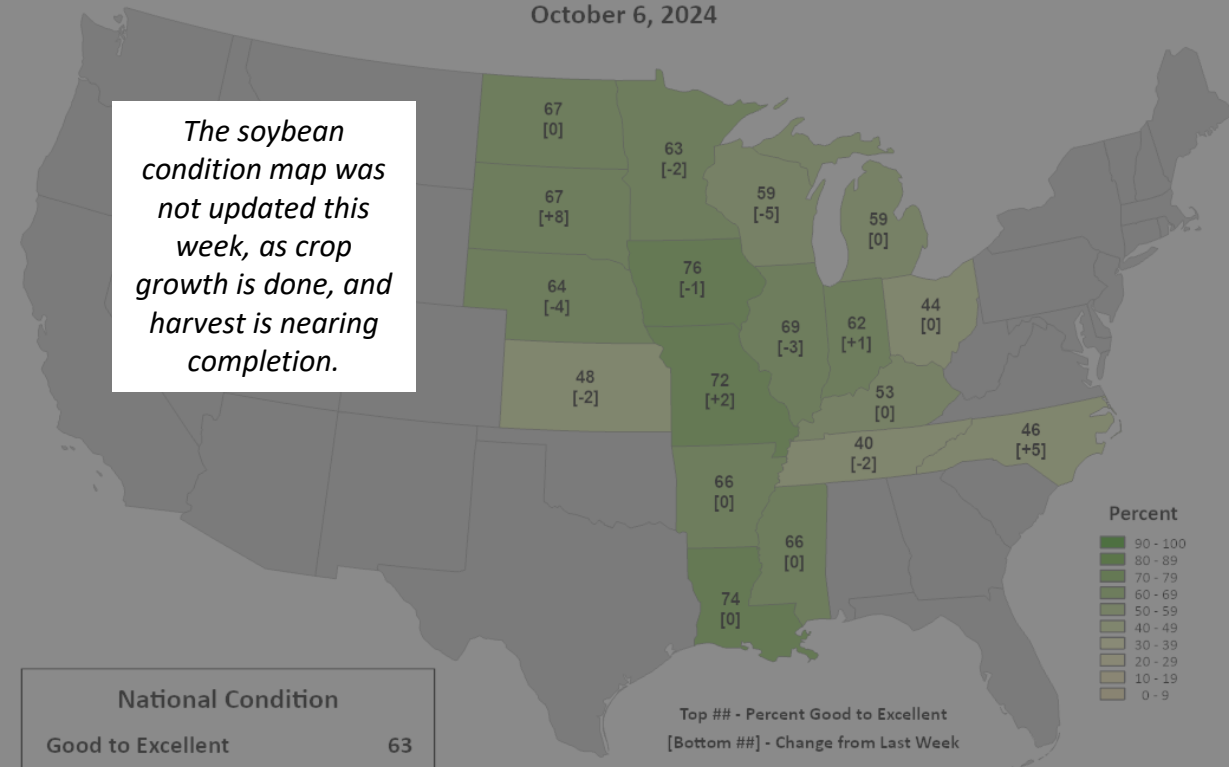 October 6, 2024
The soybean
condition map was
not updated this
week, as crop
growth is done, and
harvest is nearing
completion.
67
[0]
63
[-2]
59
[-5]
59
[0]
67
[+8]
76
[-1]
64
[-4]
69
[-3]
62
[+1]
44
[0]
48
[-2]
72
[+2]
53
[0]
40
[-2]
46
[+5]
66
[0]
66
[0]
74
[0]
Percent
90 - 100
80 - 89
70 - 79
60 - 69
50 - 59
40 - 49
30 - 39
20 - 29
10 - 19
0 - 9
National Condition
Good to Excellent 63
Top ## - Percent Good to Excellent
[Bottom ##] - Change from Last Week